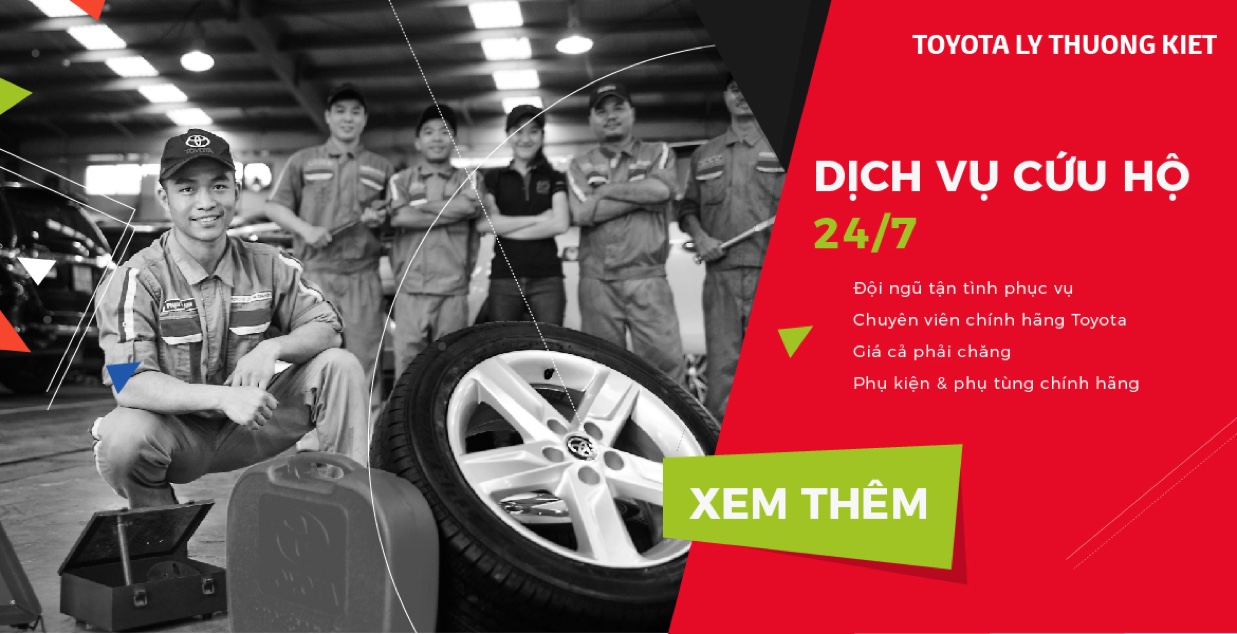 TOYOTA LY THUONG KIET
DỊCH VỤ CỨU HỘ
24/7
Đội ngũ tận tình phục vụ
Chuyên viên chính hãng Toyota
Giá cả phải chăng
Phụ kiện & phụ tùng chính hãng
XEM THÊM
TOYOTA